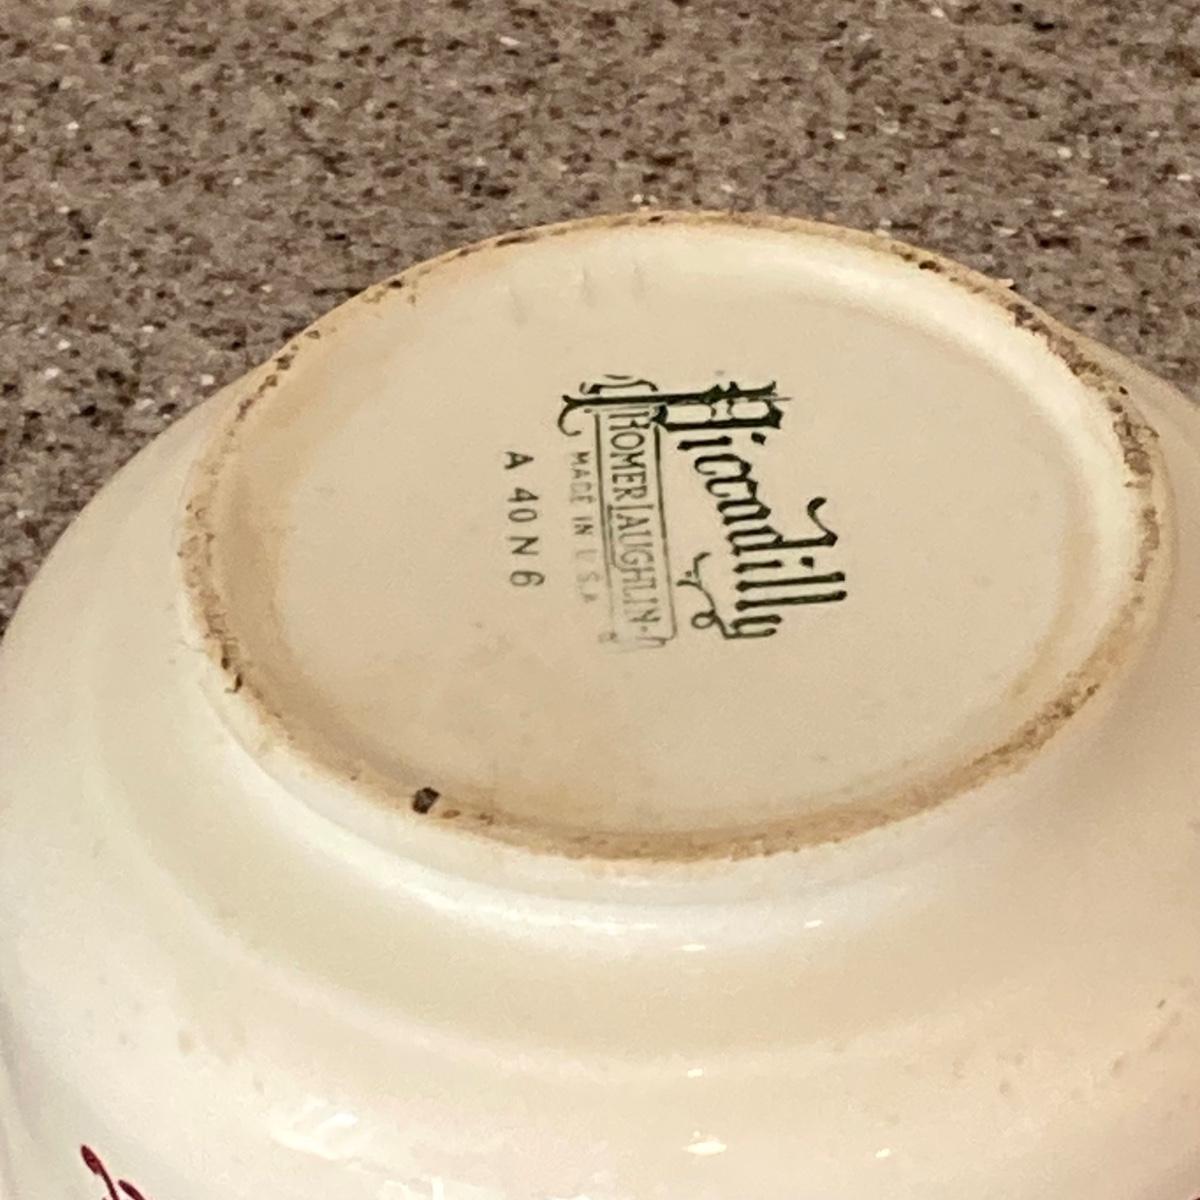 Piccadilly
HOMER LAUGHLIN
MADE IN U.S.A.
A 40 N 6